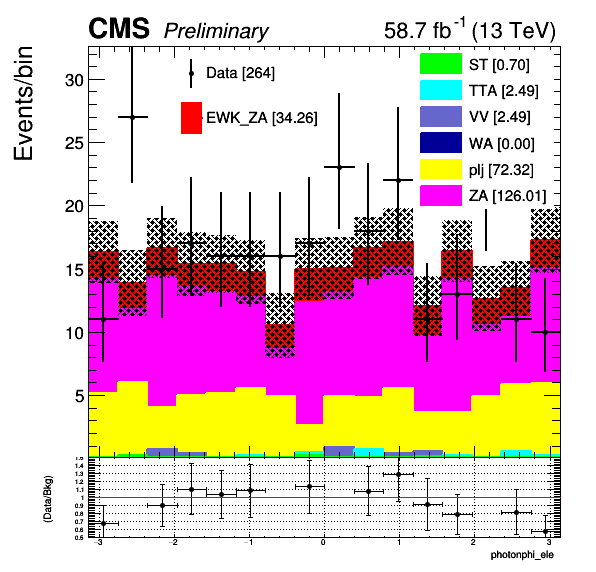 CMS Preliminary 58.7 fb⁻¹ (13 TeV)
Events/bin
30
25
20
15
10
5
Data [264]
EWK_ZA [34.26]
ST [0.70]
TTA [2.49]
VV [2.49]
WA [0.00]
plj [72.32]
ZA [126.01]
(Data/Bkg)
1.5
1.4
1.3
1.2
1.1
1
0.9
0.8
0.7
0.6
0.5
−3 −2 −1 0 1 2 3
photonphi_ele